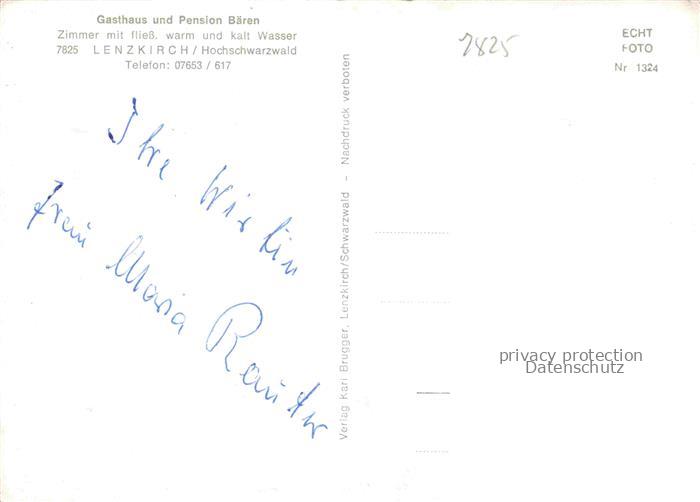 Gasthaus und Pension Bären
Zimmer mit fließ. warm und kalt Wasser
7825 LENZKIRCH / Hochschwarzwald
Telefon: 07653 / 617
Ihre Wirtin
Frau Maria Rauter
Verlag Karl Brugger, Lenzkirch/Schwarzwald - Nachdruck verboten
7825
ECHT
FOTO
Nr 1324
privacy protection
Datenschutz